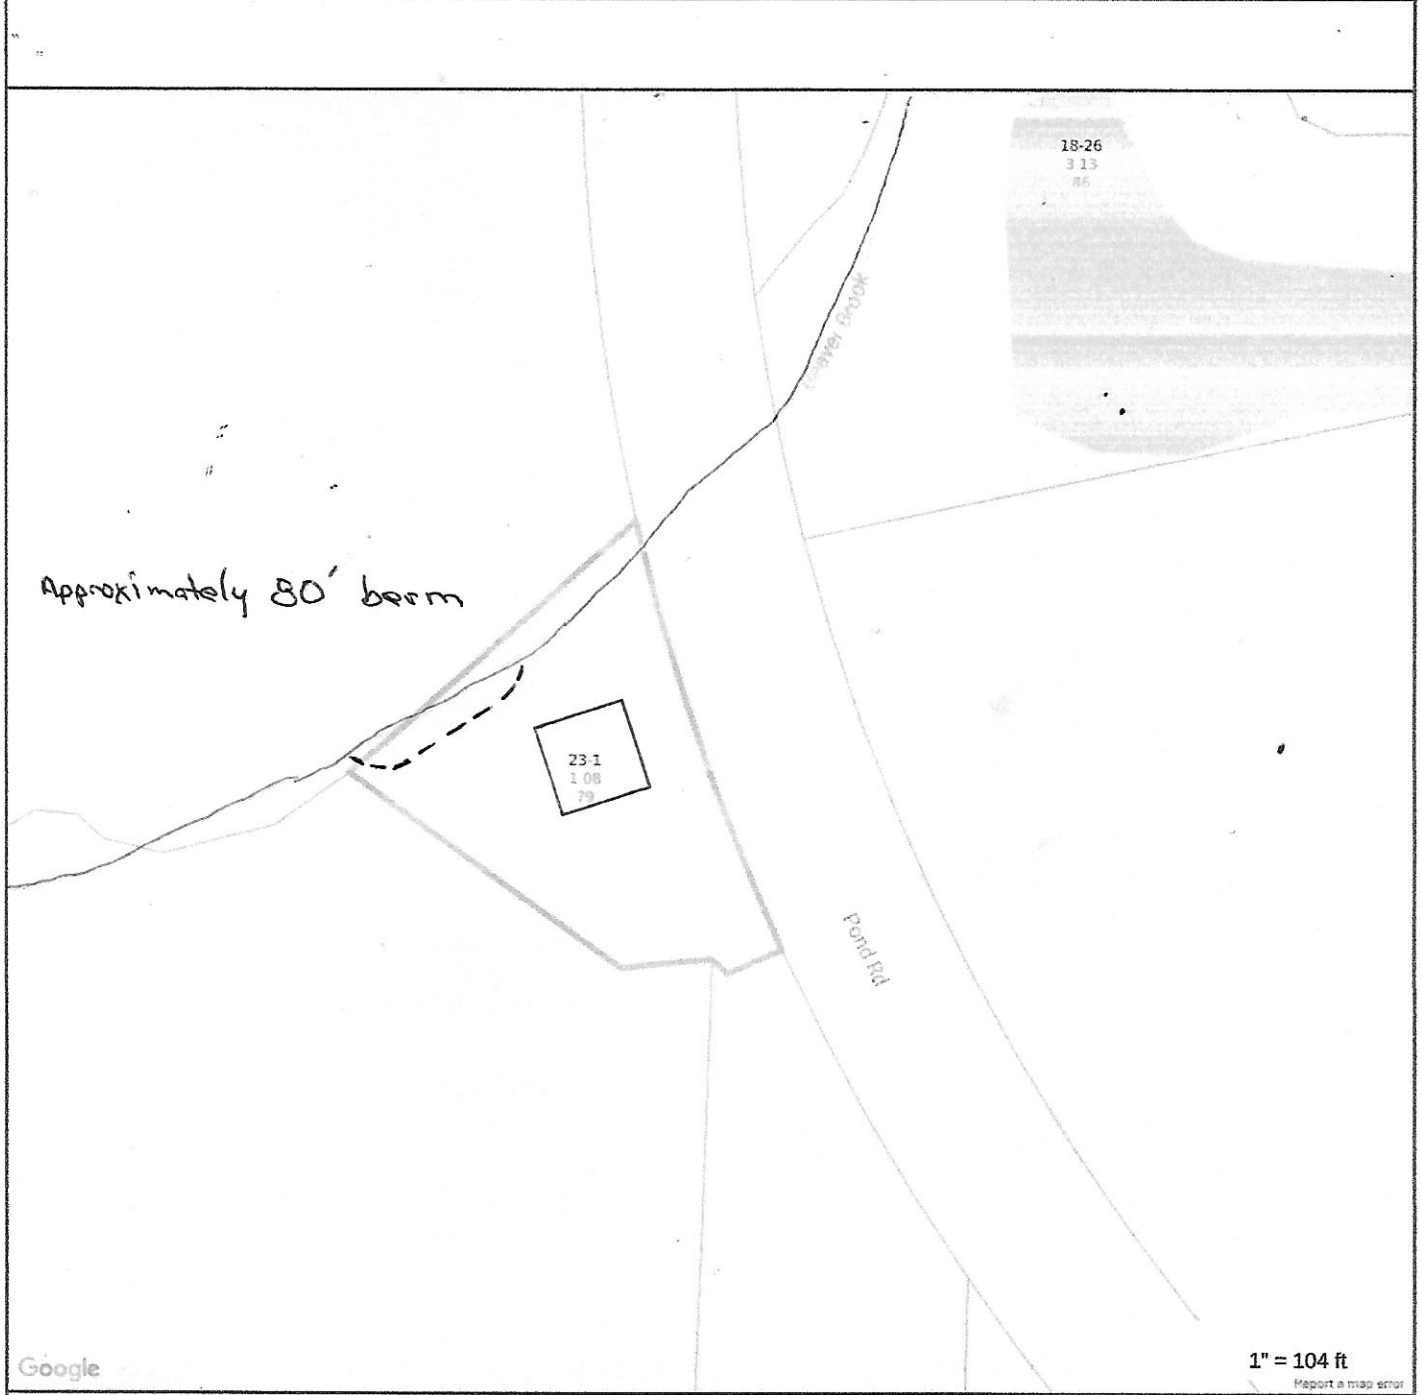 18-26
3 13
86
Beaver Brook
Approximately 80' berm
23-1
1 08
79
Pond Rd
Google
1" = 104 ft
Report a map error